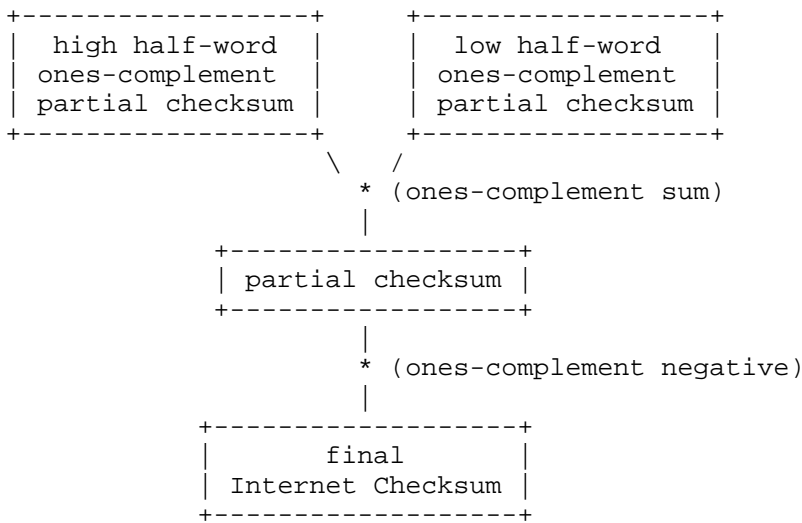 high half-word low half-word
ones-complement ones-complement
partial checksum partial checksum
* (ones-complement sum)
partial checksum
* (ones-complement negative)
final
Internet Checksum